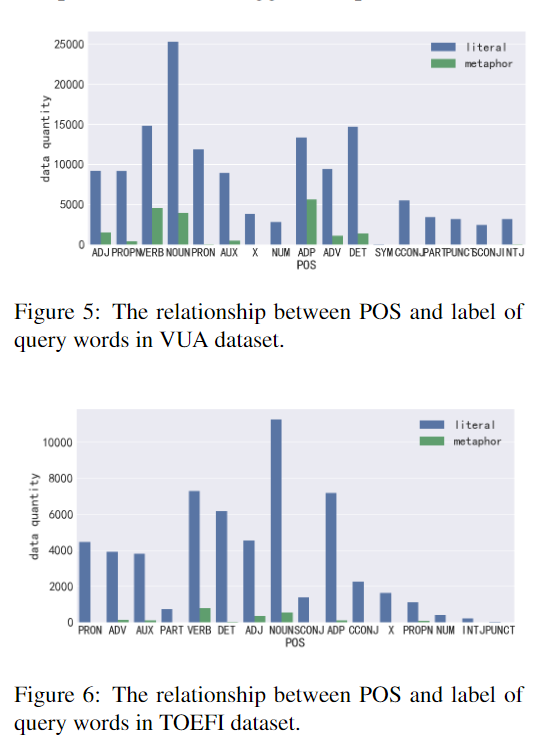 25000
20000
15000
10000
5000
0
data quantity
literal
metaphor
ADJ PROPN VERB NOUN PRON AUX X NUM ADP ADV DET SYM CCONJ PART PUNCT SCONJ INTJ
POS
Figure 5: The relationship between POS and label of
query words in VUA dataset.
10000
8000
6000
4000
2000
0
data quantity
literal
metaphor
PRON ADV AUX PART VERB DET ADJ NOUN SCONJ ADP CCONJ X PROPN NUM INTJ PUNCT
POS
Figure 6: The relationship between POS and label of
query words in TOEFI dataset.